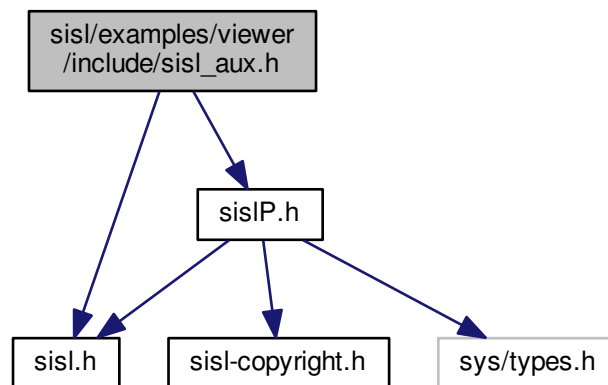 sisl/examples/viewer
/include/sisl_aux.h
sislP.h
sisl.h
sisl-copyright.h
sys/types.h